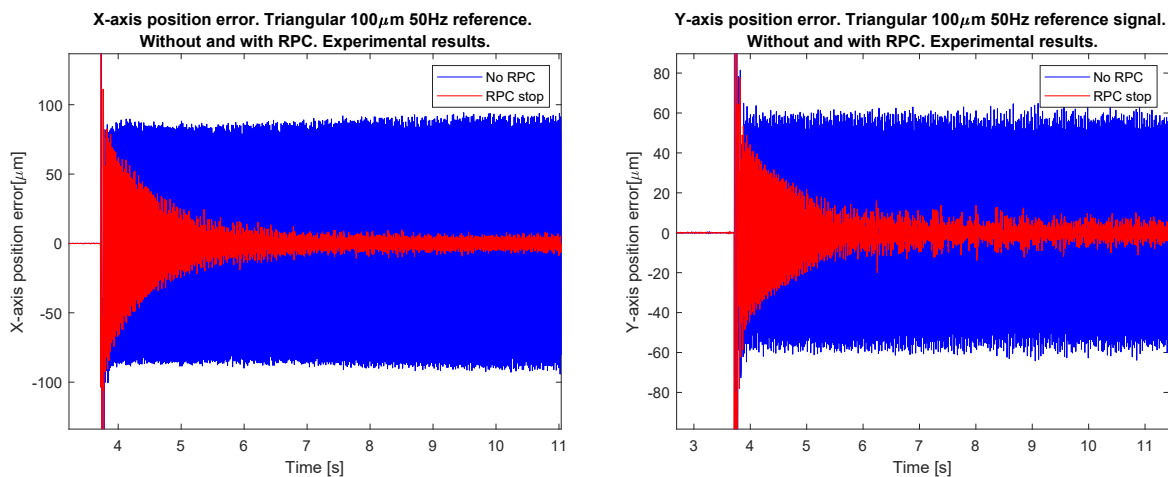 X-axis position error. Triangular 100μm 50Hz reference.
Without and with RPC. Experimental results.
No RPC
RPC stop
100
50
0
-50
-100
X-axis position error[μm]
4
5
6
7
8
9
10
11
Time [s]
Y-axis position error. Triangular 100μm 50Hz reference signal.
Without and with RPC. Experimental results.
No RPC
RPC stop
80
60
40
20
0
-20
-40
-60
-80
Y-axis position error[μm]
3
4
5
6
7
8
9
10
11
Time [s]